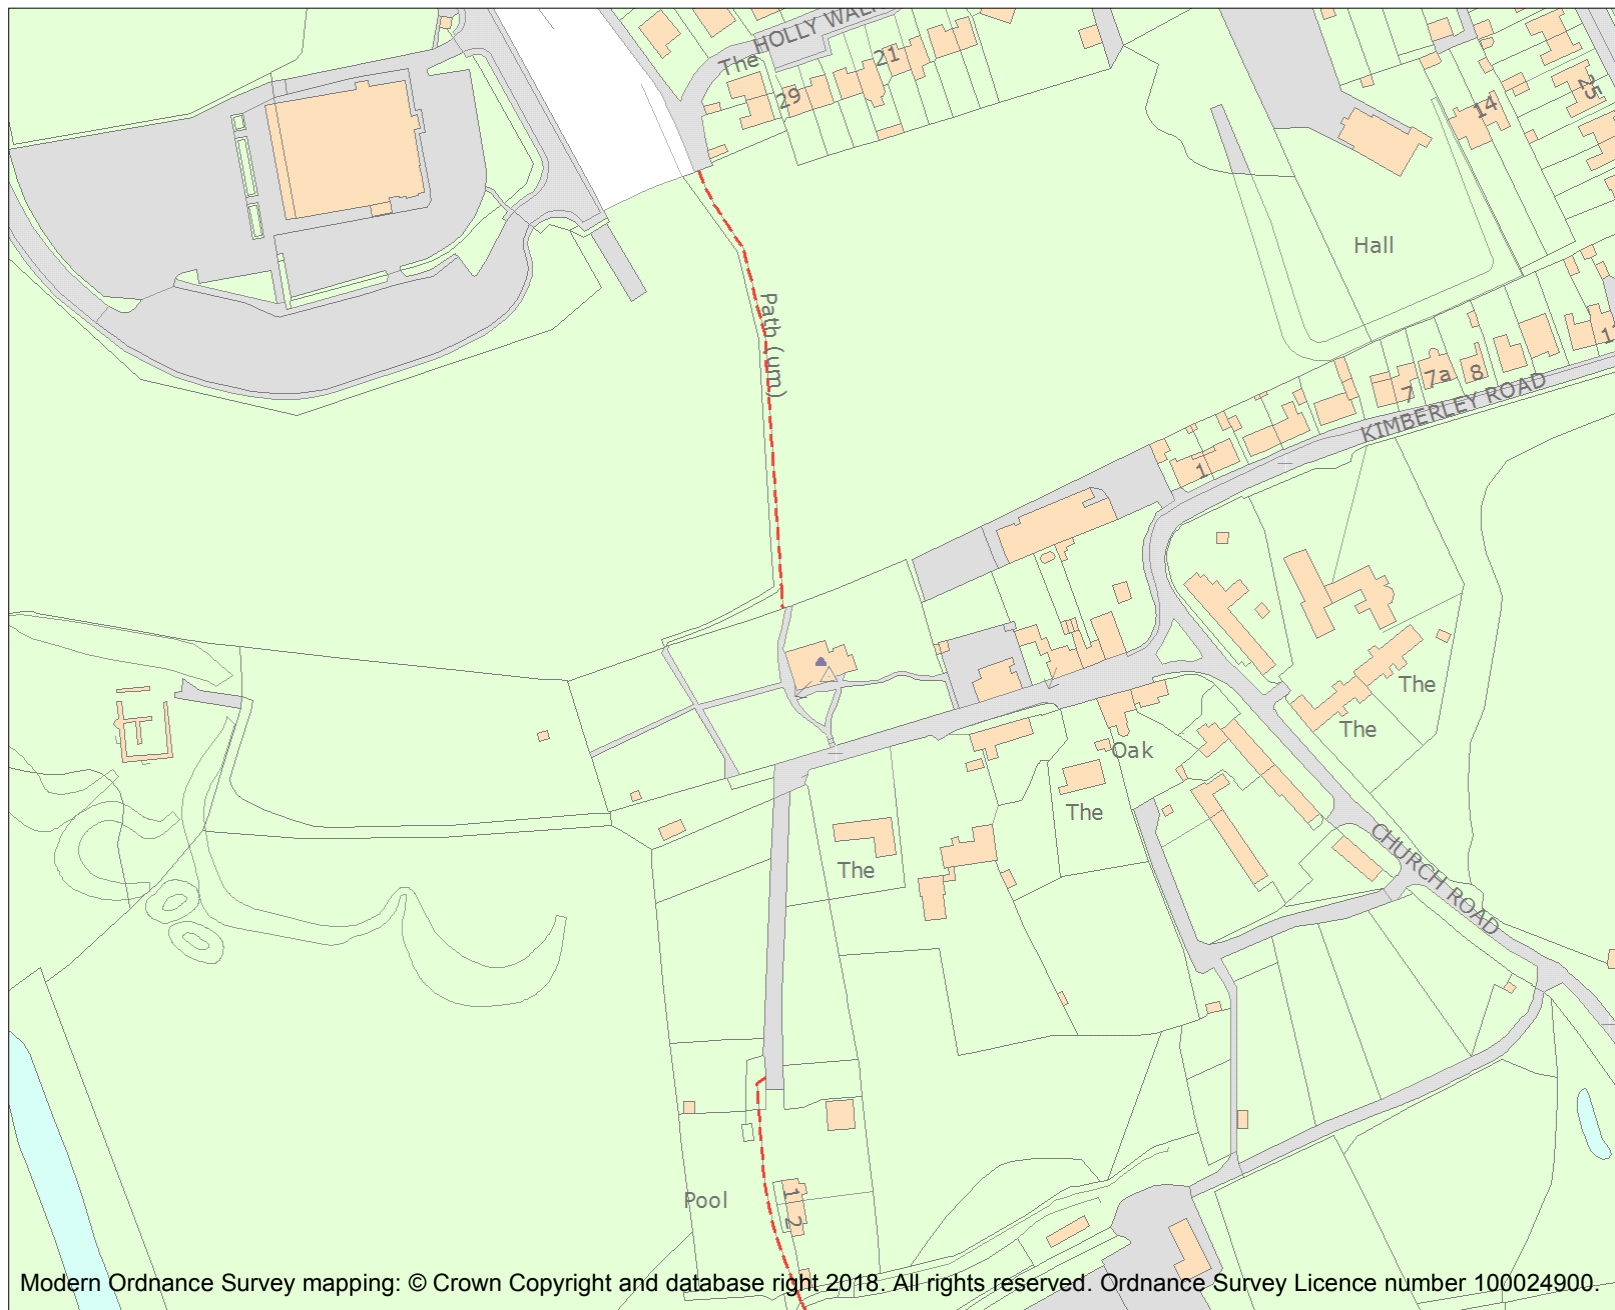 HOLLY WALK
The
21
29
25
14
Hall
Path (um)
7
7a
8
KIMBERLEY ROAD
1
The
The
Oak
The
The
CHURCH ROAD
Pool
1
2
Modern Ordnance Survey mapping: © Crown Copyright and database right 2018. All rights reserved. Ordnance Survey Licence number 100024900.